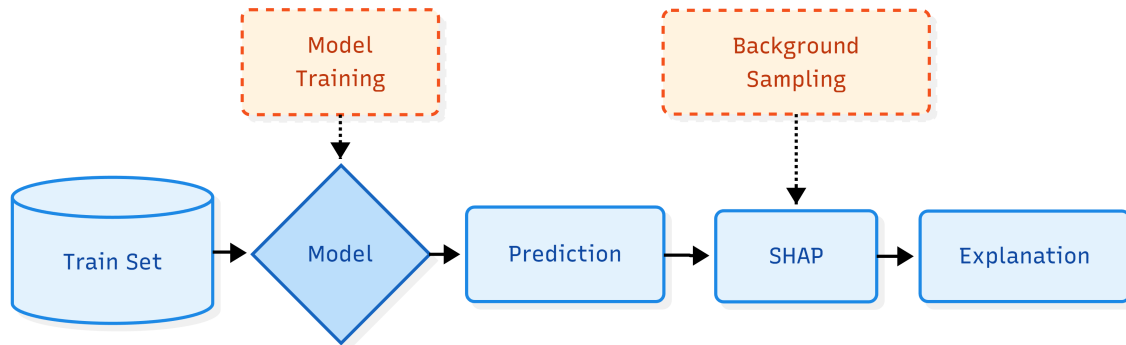 Model
Training
Background
Sampling
Train Set
Model
Prediction
SHAP
Explanation